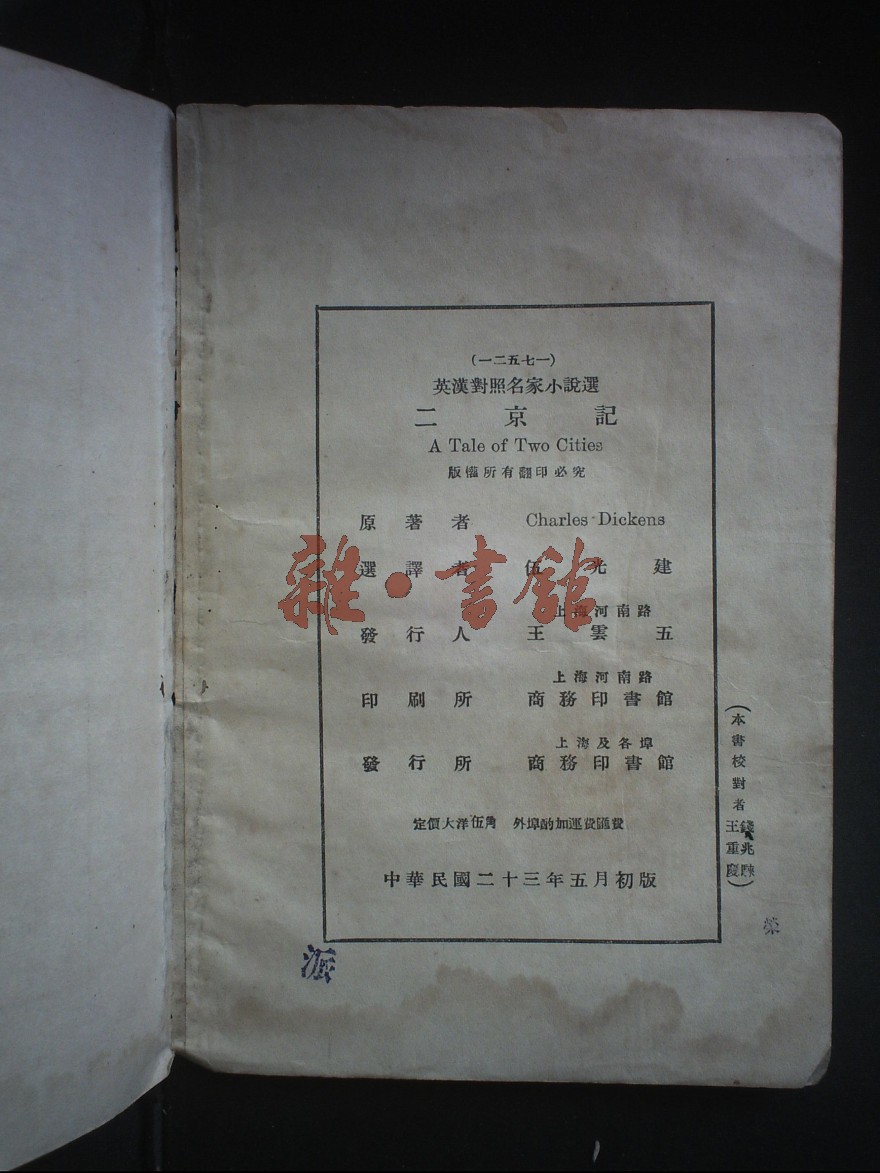 (一二五七一)
英漢對照名家小說選
二京記
A Tale of Two Cities
版權所有翻印必究
原著者 Charles Dickens
選譯者 伍光建
上海河南路
發行人 王雲五
上海河南路
印刷所 商務印書館
上海及各埠
發行所 商務印書館
定價大洋伍角 外埠酌加運費匯費
中華民國二十三年五月初版
(本書校對者
錢兆
王重慶)
雜·書館